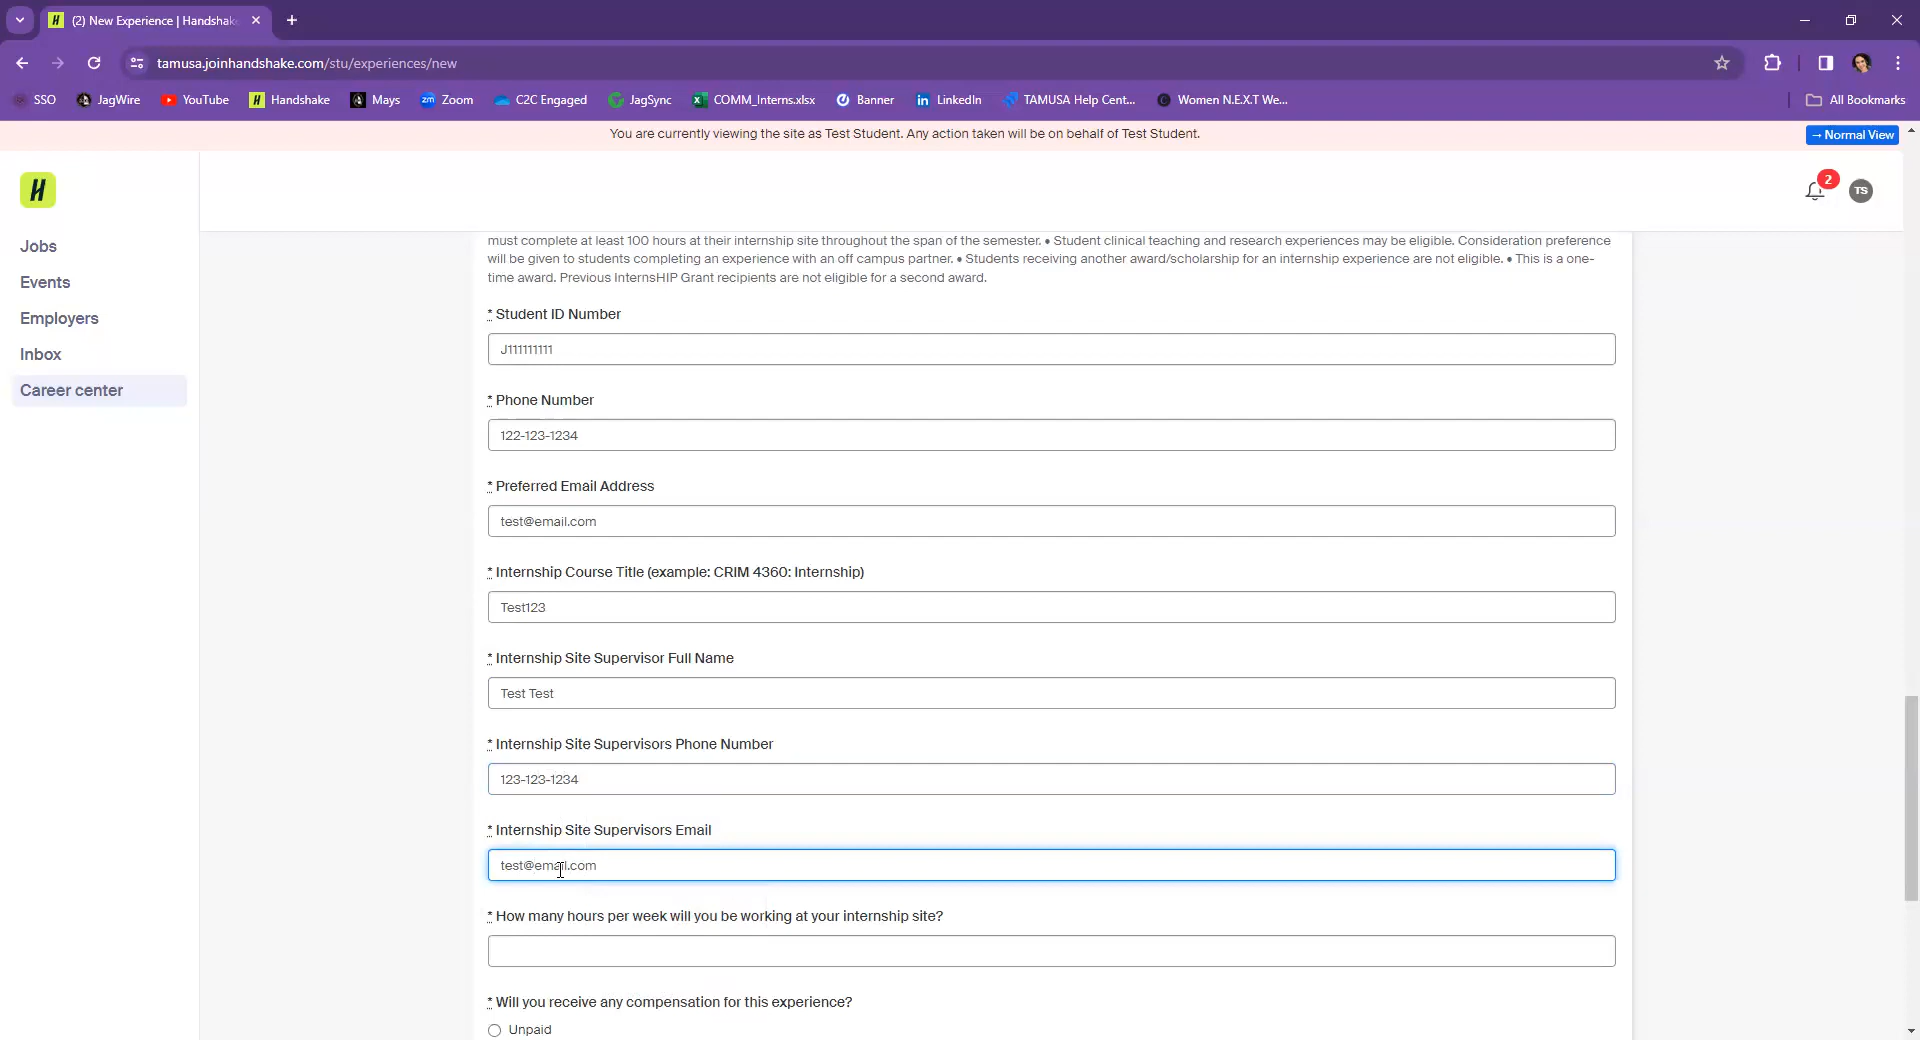 (2) New Experience | Handshake
tamusa.joinhandshake.com/stu/experiences/new
SSO JagWire YouTube Handshake Mays Zoom C2C Engaged JagSync COMM_Interns.xlsx Banner LinkedIn TAMUSA Help Cent... Women N.E.X.T We... All Bookmarks
You are currently viewing the site as Test Student. Any action taken will be on behalf of Test Student.
→ Normal View
2
TS
Jobs
Events
Employers
Inbox
Career center
must complete at least 100 hours at their internship site throughout the span of the semester. • Student clinical teaching and research experiences may be eligible. Consideration preference
will be given to students completing an experience with an off campus partner. • Students receiving another award/scholarship for an internship experience are not eligible. • This is a one-
time award. Previous InternsHIP Grant recipients are not eligible for a second award.
* Student ID Number
J111111111
* Phone Number
122-123-1234
* Preferred Email Address
test@email.com
* Internship Course Title (example: CRIM 4360: Internship)
Test123
* Internship Site Supervisor Full Name
Test Test
* Internship Site Supervisors Phone Number
123-123-1234
* Internship Site Supervisors Email
test@email.com
* How many hours per week will you be working at your internship site?
* Will you receive any compensation for this experience?
Unpaid